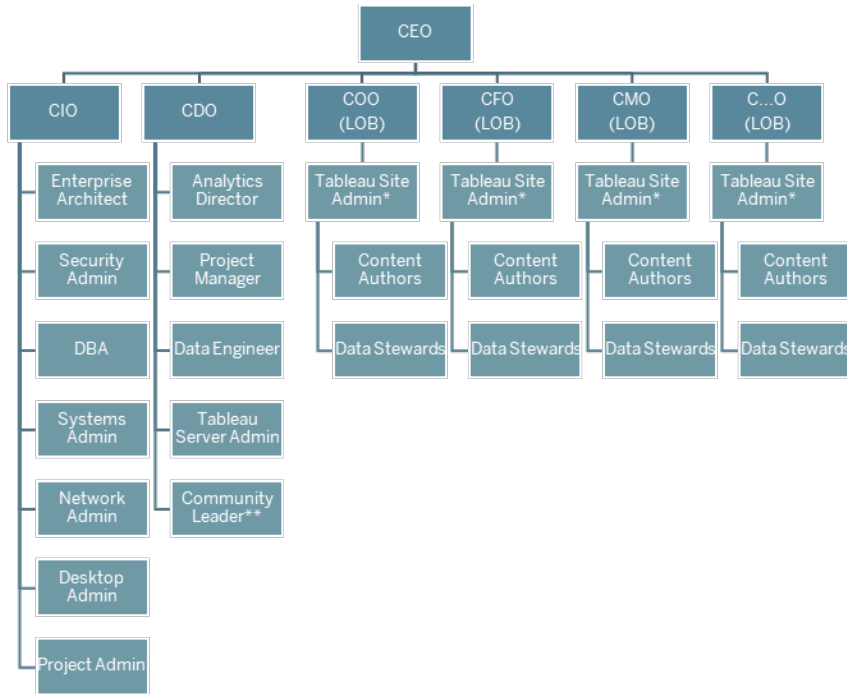 CEO
CIO
CDO
COO
(LOB)
CFO
(LOB)
CMO
(LOB)
C...O
(LOB)
Enterprise
Architect
Security
Admin
DBA
Systems
Admin
Network
Admin
Desktop
Admin
Project Admin
Analytics
Director
Project
Manager
Data Engineer
Tableau
Server Admin
Community
Leader**
Tableau Site
Admin*
Content
Authors
Data Stewards
Tableau Site
Admin*
Content
Authors
Data Stewards
Tableau Site
Admin*
Content
Authors
Data Stewards
Tableau Site
Admin*
Content
Authors
Data Stewards